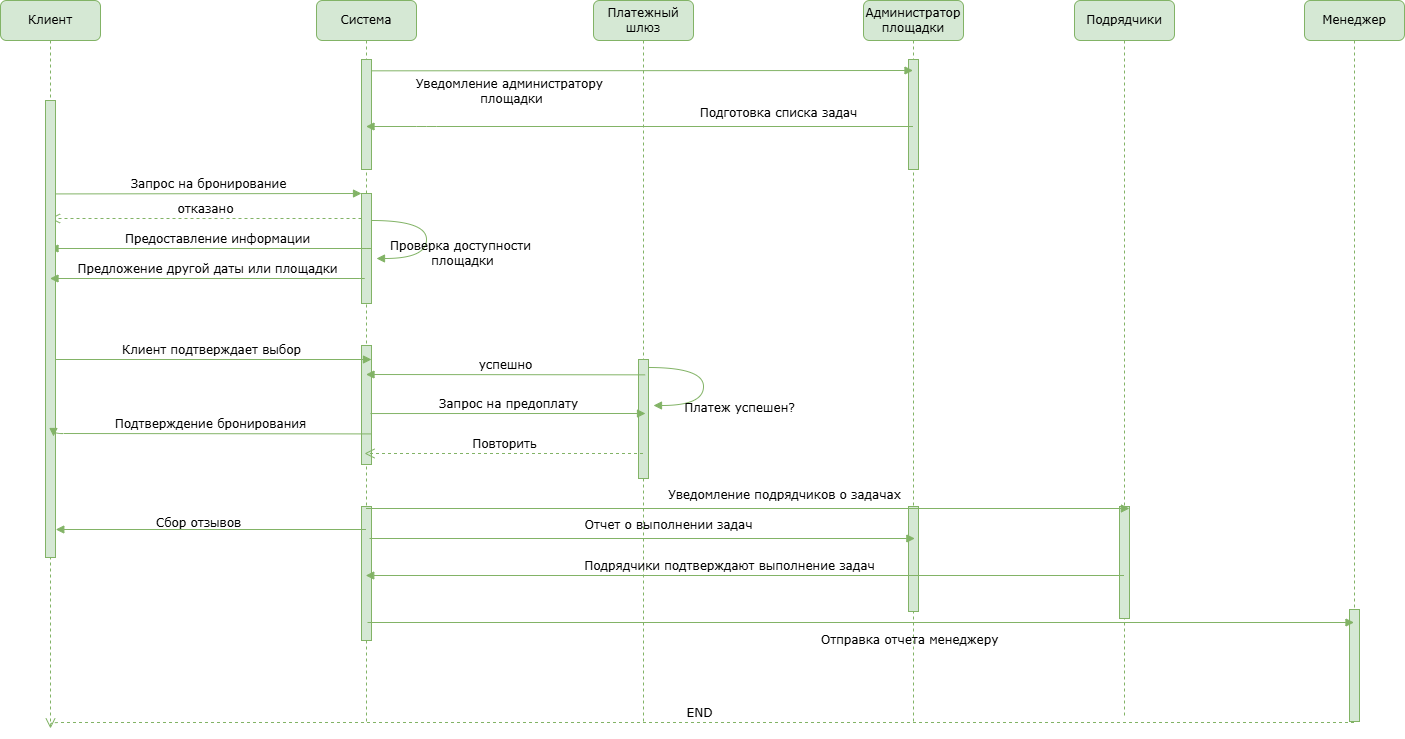 Клиент
Система
Платежный
шлюз
Администратор
площадки
Подрядчики
Менеджер
Уведомление администратору
площадки
Подготовка списка задач
Запрос на бронирование
отказано
Предоставление информации
Проверка доступности
площадки
Предложение другой даты или площадки
Клиент подтверждает выбор
успешно
Запрос на предоплату
Платеж успешен?
Подтверждение бронирования
Повторить
Уведомление подрядчиков о задачах
Сбор отзывов
Отчет о выполнении задач
Подрядчики подтверждают выполнение задач
Отправка отчета менеджеру
END